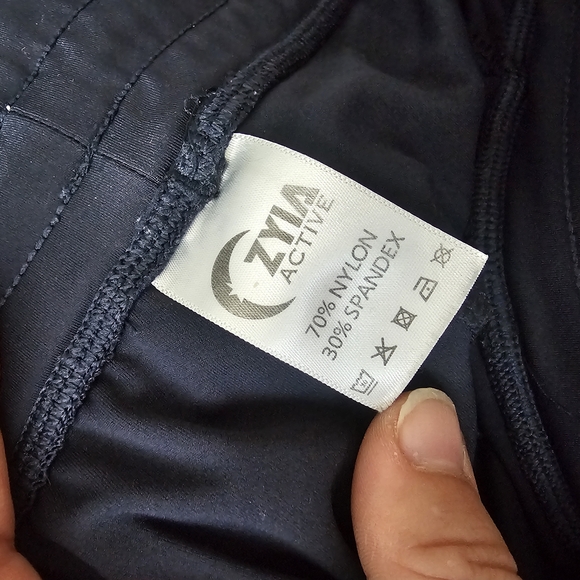 ZYIA
ACTIVE
70% NYLON
30% SPANDEX